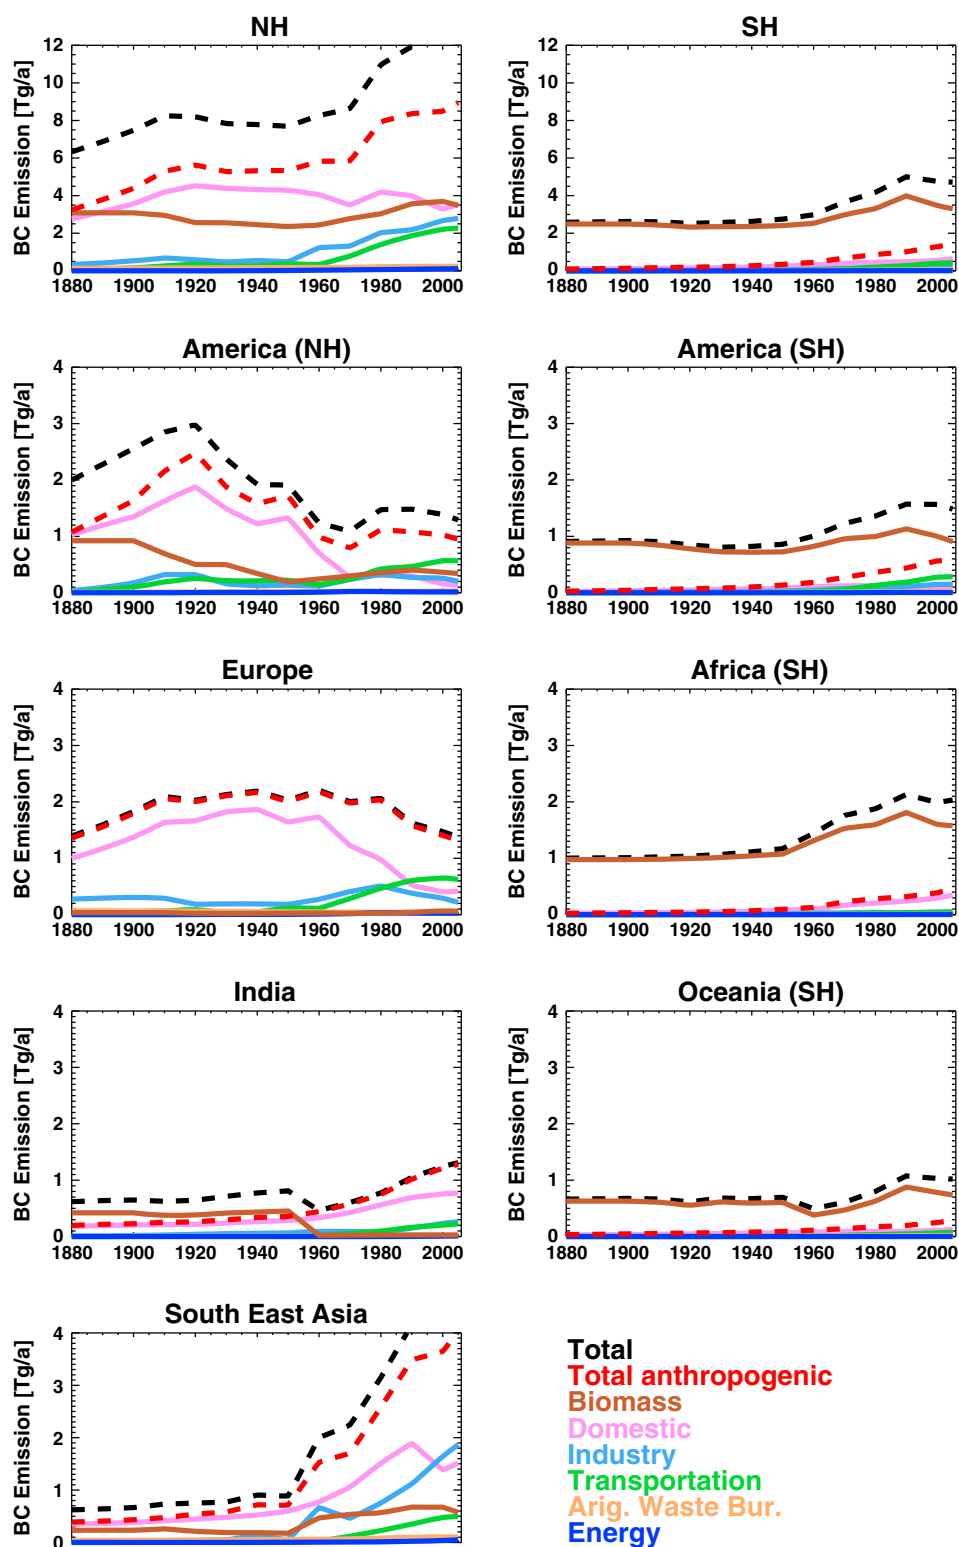 NH
BC Emission [Tg/a]
12
10
8
6
4
2
0
1880 1900 1920 1940 1960 1980 2000
SH
BC Emission [Tg/a]
12
10
8
6
4
2
0
1880 1900 1920 1940 1960 1980 2000
America (NH)
BC Emission [Tg/a]
4
3
2
1
0
1880 1900 1920 1940 1960 1980 2000
America (SH)
BC Emission [Tg/a]
4
3
2
1
0
1880 1900 1920 1940 1960 1980 2000
Europe
BC Emission [Tg/a]
4
3
2
1
0
1880 1900 1920 1940 1960 1980 2000
Africa (SH)
BC Emission [Tg/a]
4
3
2
1
0
1880 1900 1920 1940 1960 1980 2000
India
BC Emission [Tg/a]
4
3
2
1
0
1880 1900 1920 1940 1960 1980 2000
Oceania (SH)
BC Emission [Tg/a]
4
3
2
1
0
1880 1900 1920 1940 1960 1980 2000
South East Asia
BC Emission [Tg/a]
4
3
2
1
0
Total
Total anthropogenic
Biomass
Domestic
Industry
Transportation
Arig. Waste Bur.
Energy